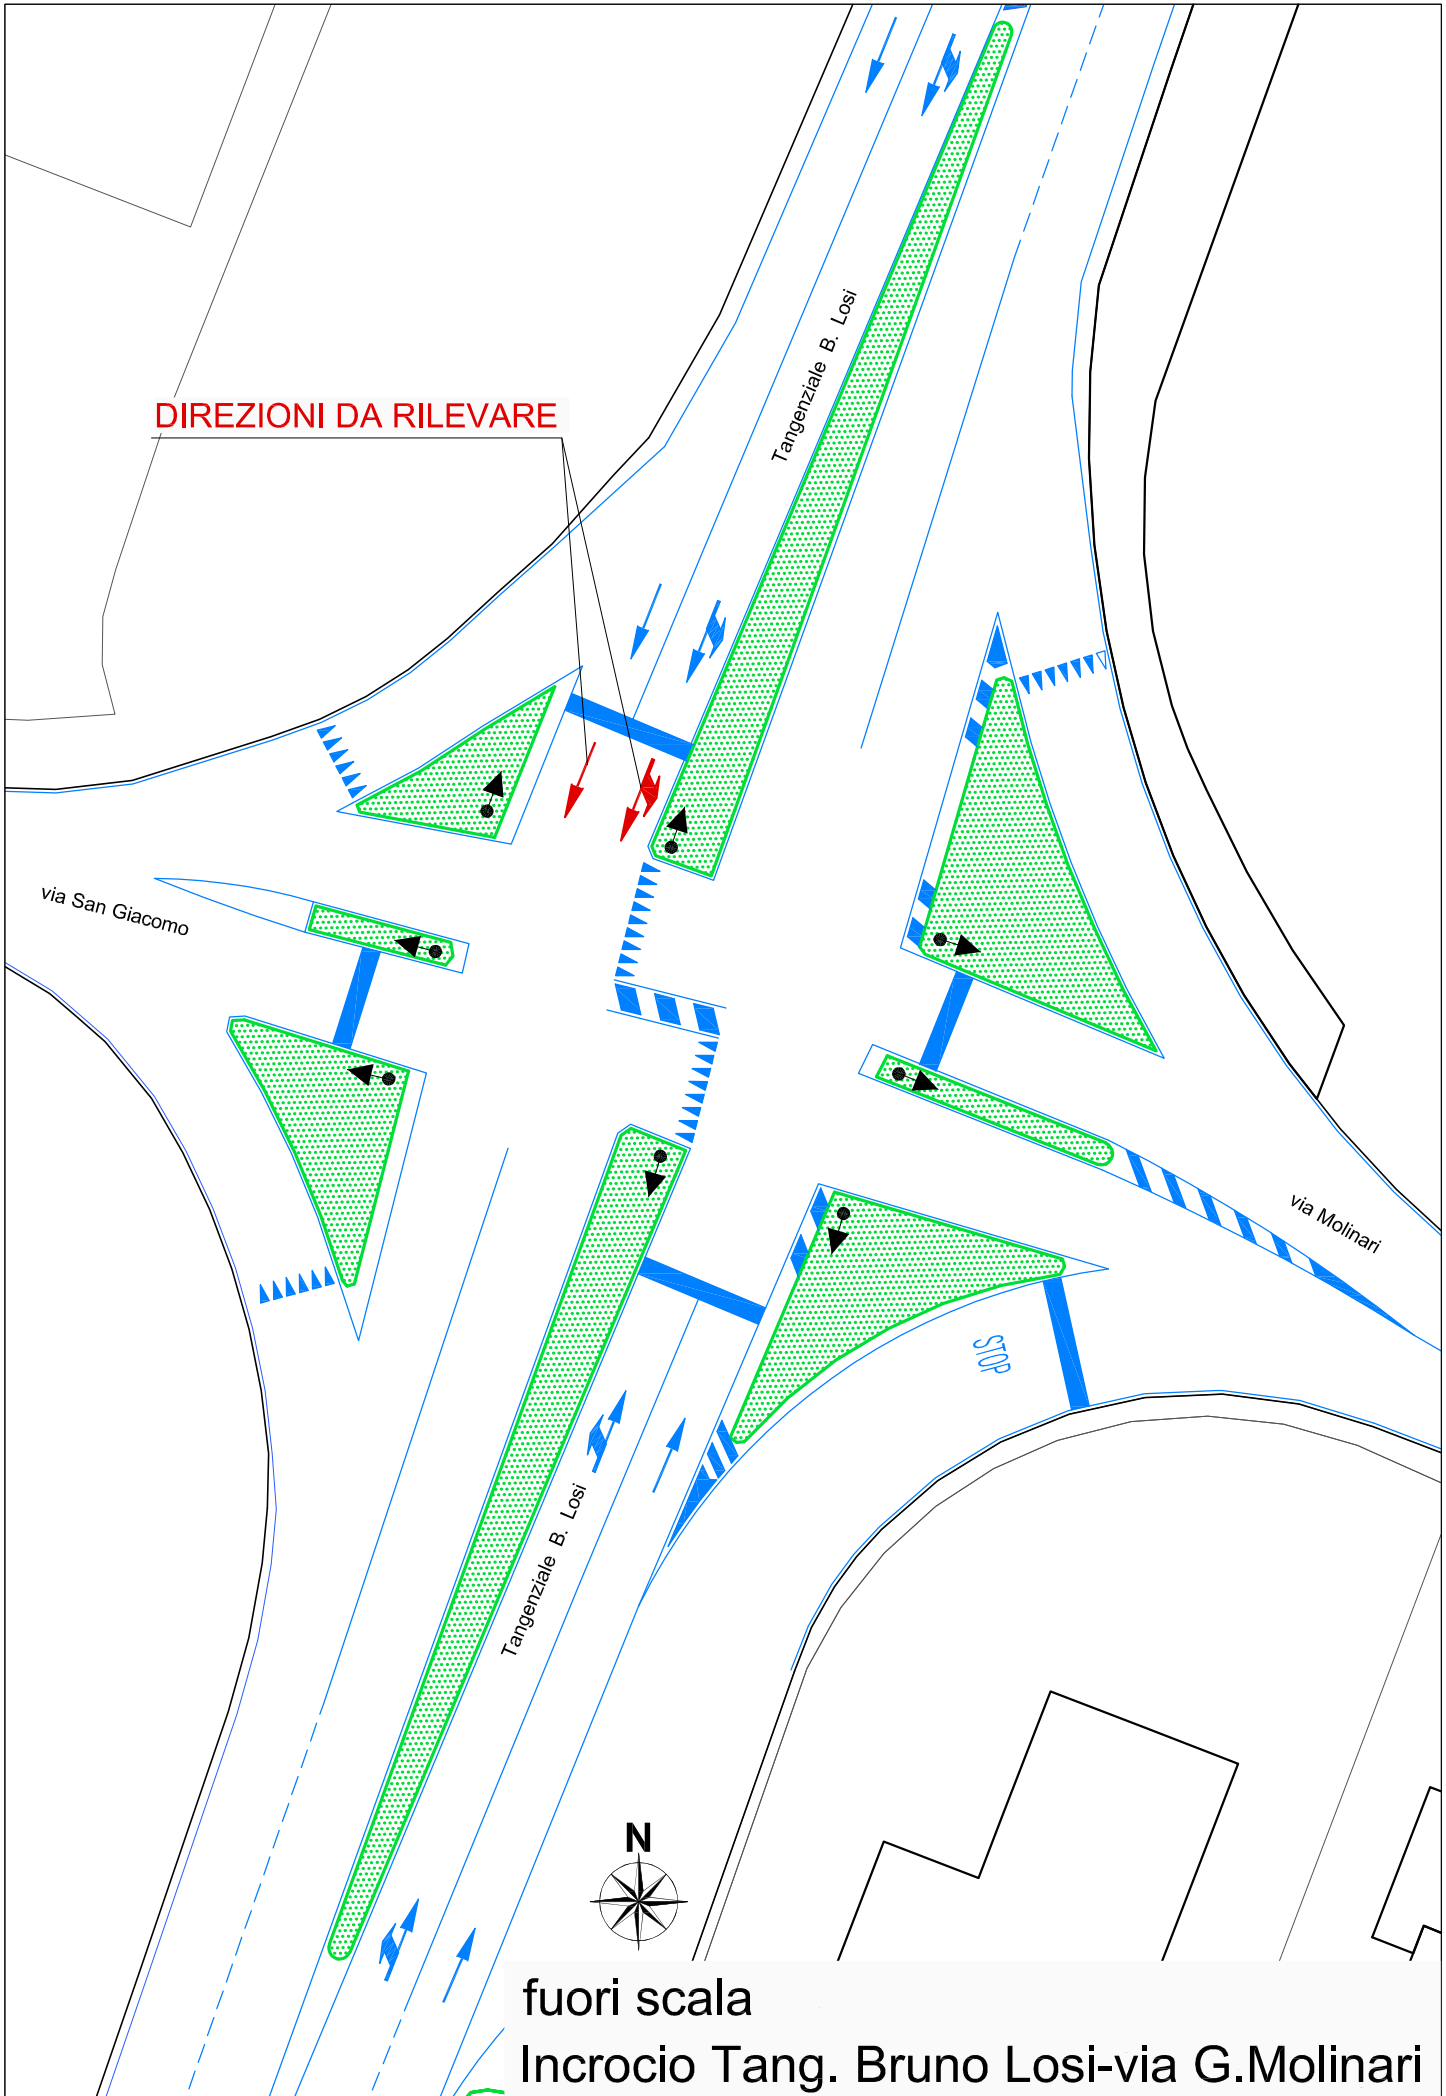 Tangenziale B. Losi
DIREZIONI DA RILEVARE
via San Giacomo
via Molinari
STOP
Tangenziale B. Losi
N
fuori scala
Incrocio Tang. Bruno Losi-via G.Molinari